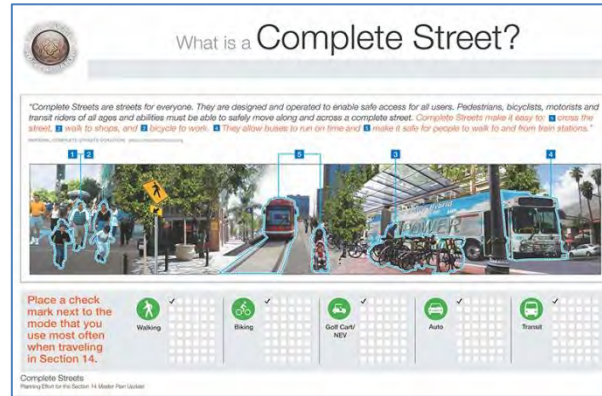 What is a Complete Street?
"Complete Streets are streets for everyone. They are designed and operated to enable safe access for all users. Pedestrians, bicyclists, motorists and
transit riders of all ages and abilities must be able to safely move along and across a complete street. Complete Streets make it easy to: 1 cross the
street, 2 walk to shops, and 3 bicycle to work. 4 They allow buses to run on time and 5 make it safe for people to walk to and from train stations."
1 2 5 3 4
POWER
Place a check
mark next to the
mode that you
use most often
when traveling
in Section 14.
Walking
Biking
Golf Cart/
NEV
Auto
Transit
Complete Streets
Planning Effort for the Section 14 Master Plan Update